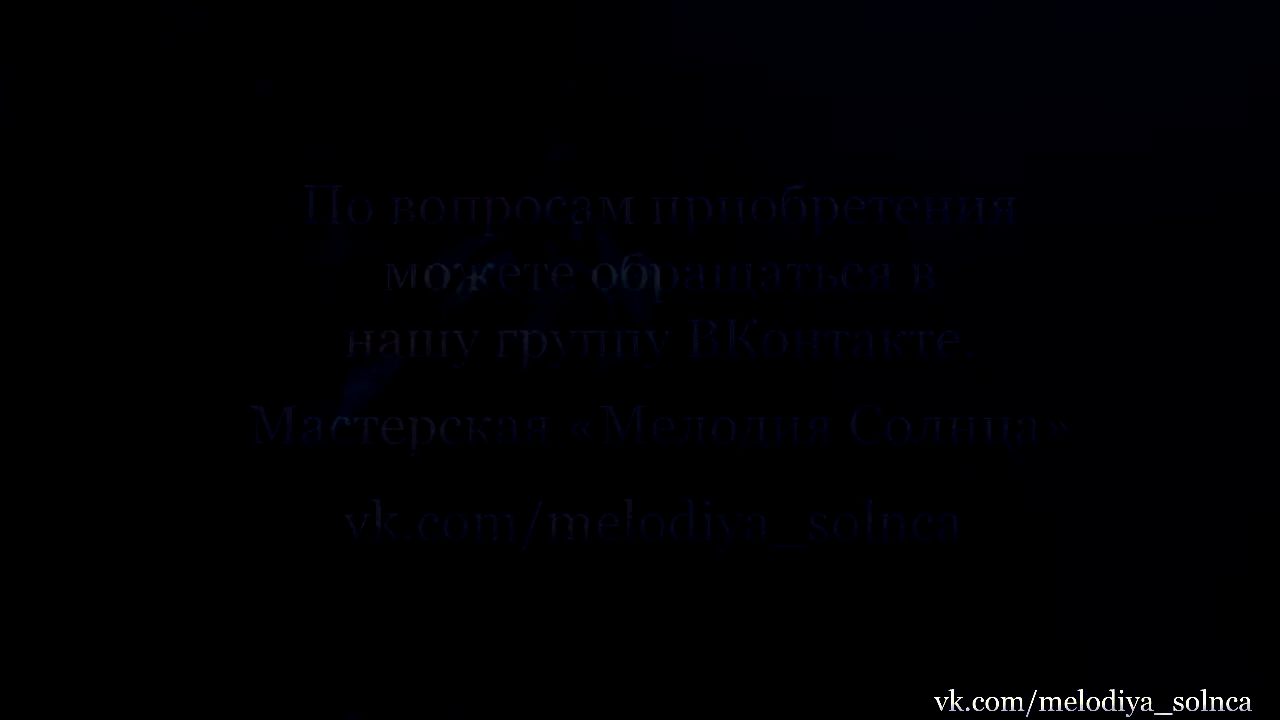 По вопросам приобретения
можете обращаться в
нашу группу ВКонтакте.
Мастерская «Мелодия Солнца»
vk.com/melodiya_solnca
vk.com/melodiya_solnca